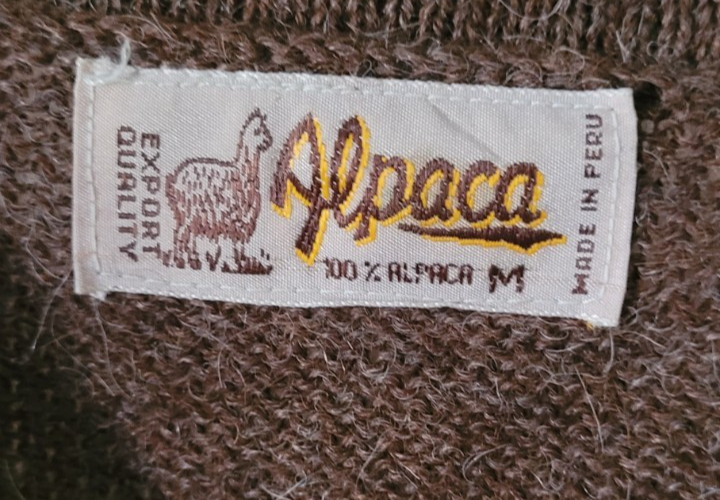 EXPORT
QUALITY
Alpaca
100 % ALPACA M
MADE IN PERU